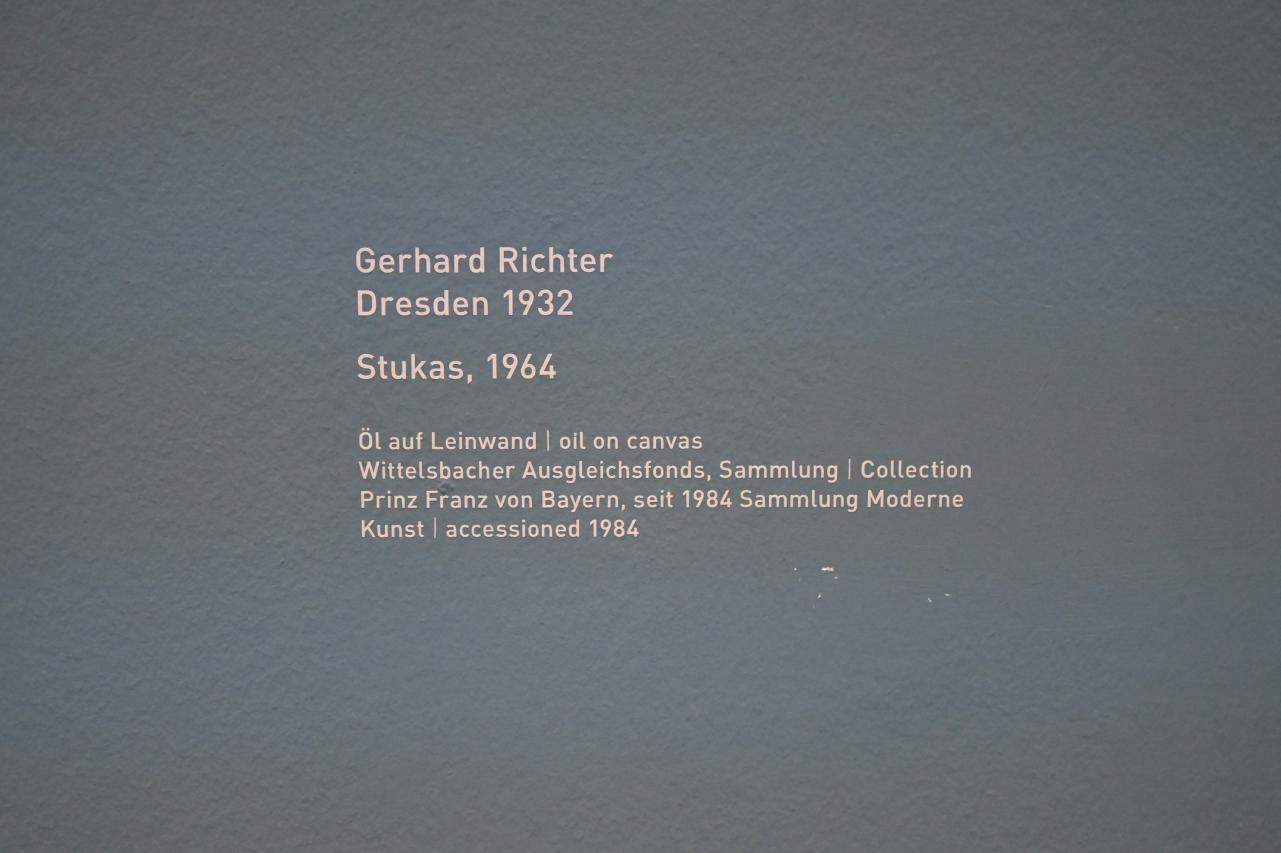 Gerhard Richter
Dresden 1932
Stukas, 1964
Öl auf Leinwand | oil on canvas
Wittelsbacher Ausgleichsfonds, Sammlung | Collection
Prinz Franz von Bayern, seit 1984 Sammlung Moderne
Kunst | accessioned 1984